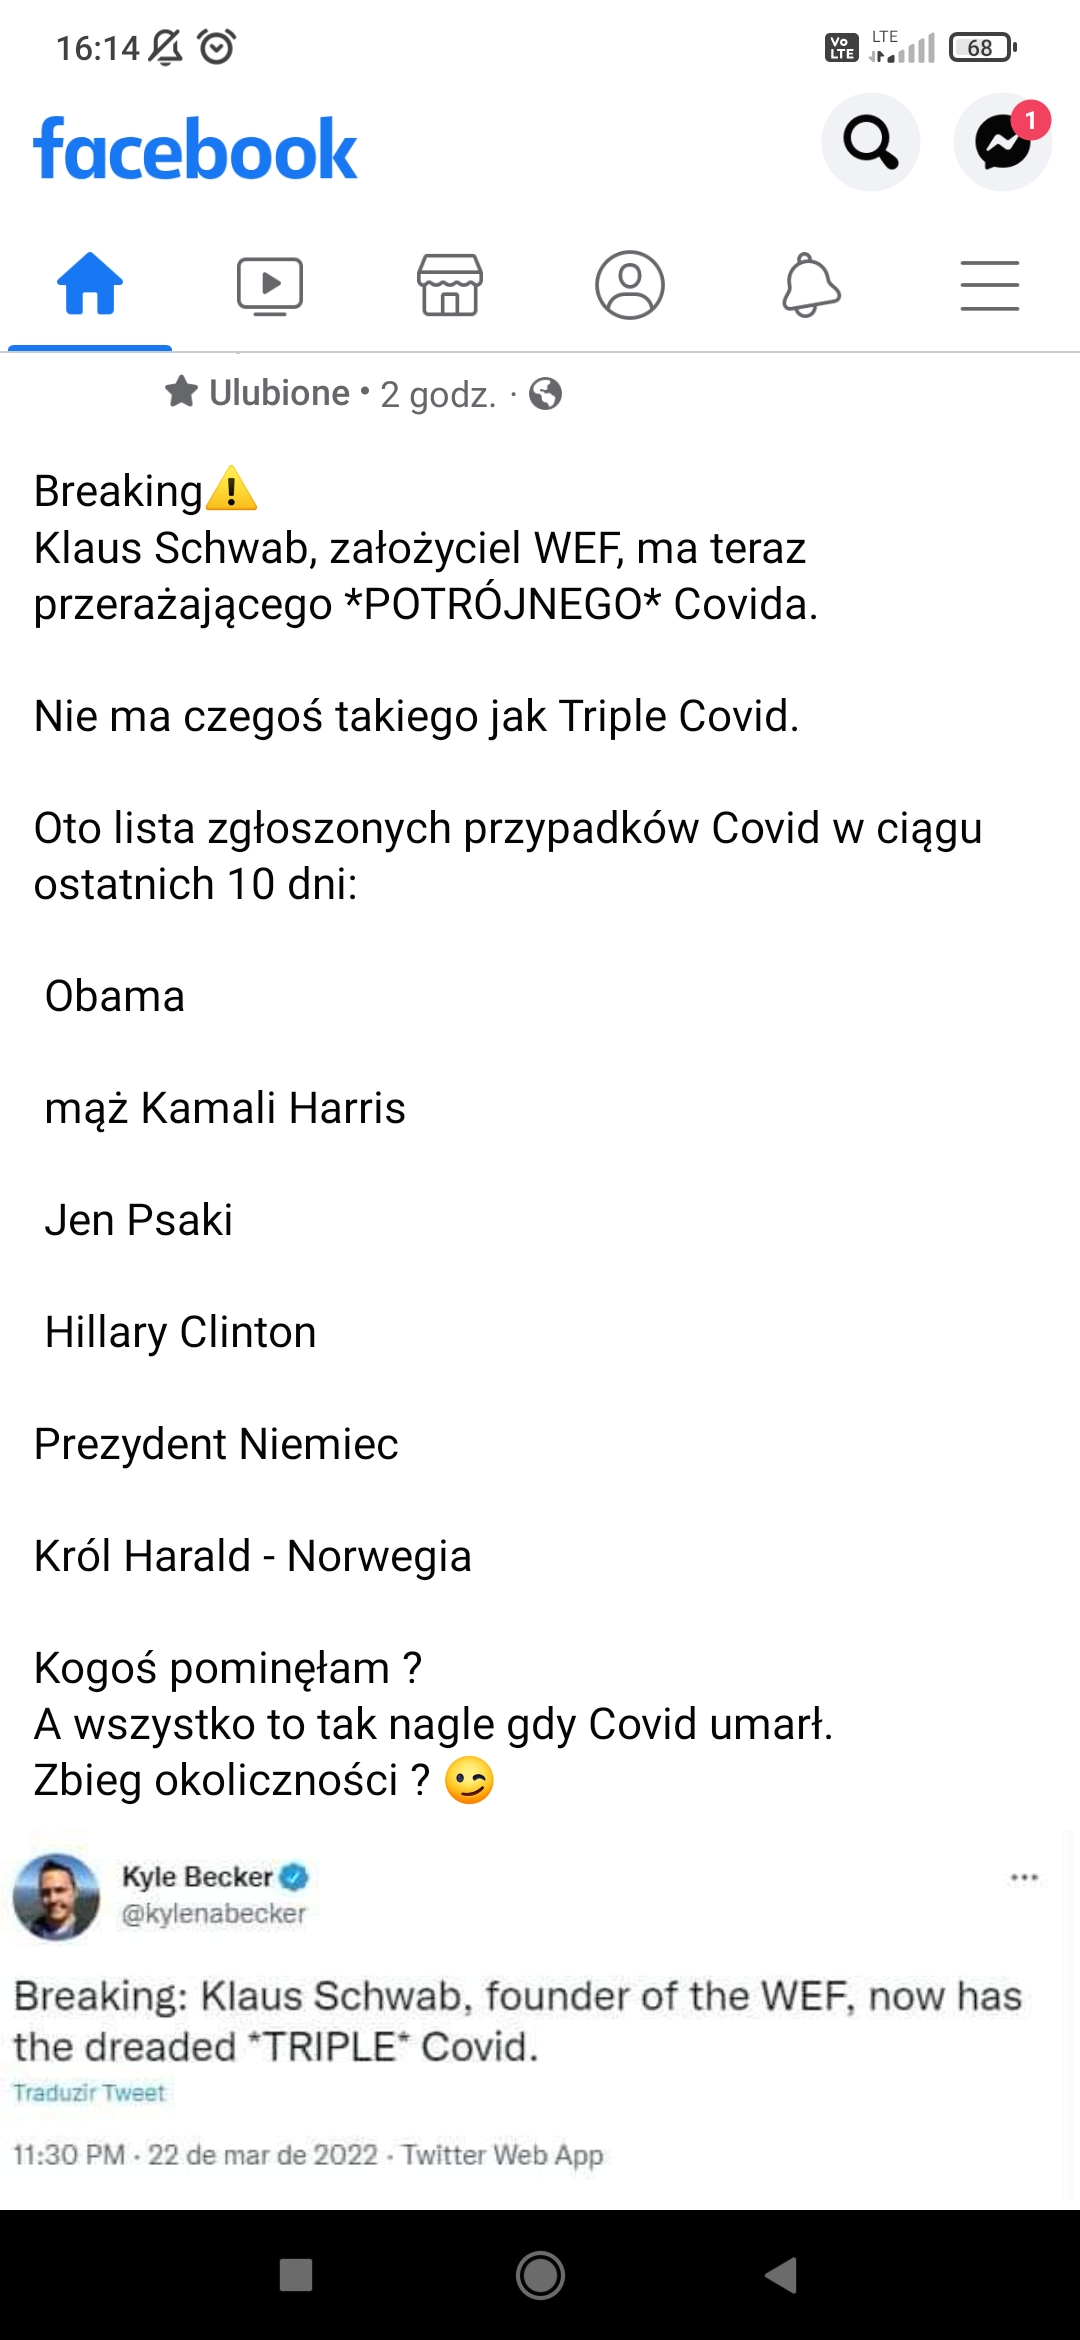 16:14
Vo LTE
LTE
68
facebook
1
Ulubione • 2 godz. ·
Breaking⚠️
Klaus Schwab, założyciel WEF, ma teraz
przerażającego *POTRÓJNEGO* Covida.
Nie ma czegoś takiego jak Triple Covid.
Oto lista zgłoszonych przypadków Covid w ciągu
ostatnich 10 dni:
Obama
mąż Kamali Harris
Jen Psaki
Hillary Clinton
Prezydent Niemiec
Król Harald - Norwegia
Kogoś pominęłam ?
A wszystko to tak nagle gdy Covid umarł.
Zbieg okoliczności ? 😉
Kyle Becker
@kylenabecker
Breaking: Klaus Schwab, founder of the WEF, now has
the dreaded *TRIPLE* Covid.
Traduzir Tweet
11:30 PM · 22 de mar de 2022 · Twitter Web App